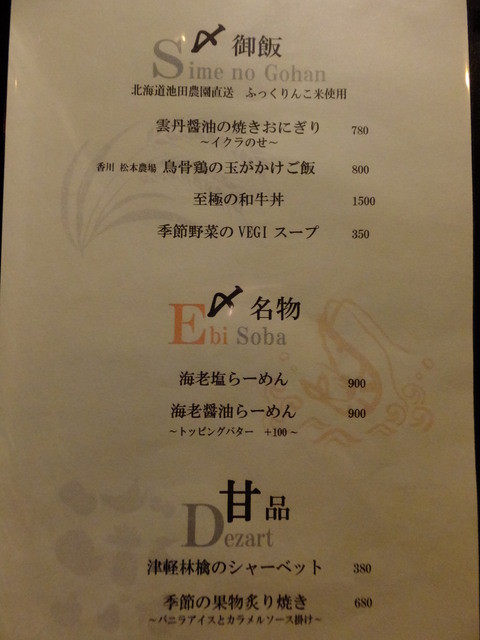 〆御飯
Sime no Gohan
北海道池田農園直送　ふっくりんこ米使用
雲丹醤油の焼きおにぎり 780
～イクラのせ～
香川 松本農場 烏骨鶏の玉がかけご飯 800
至極の和牛丼 1500
季節野菜の VEGI スープ 350
〆名物
Ebi Soba
海老塩らーめん 900
海老醤油らーめん 900
～トッピングバター　+100～
甘品
Dezart
津軽林檎のシャーベット 380
季節の果物炙り焼き 680
～バニラアイスとカラメルソース掛け～